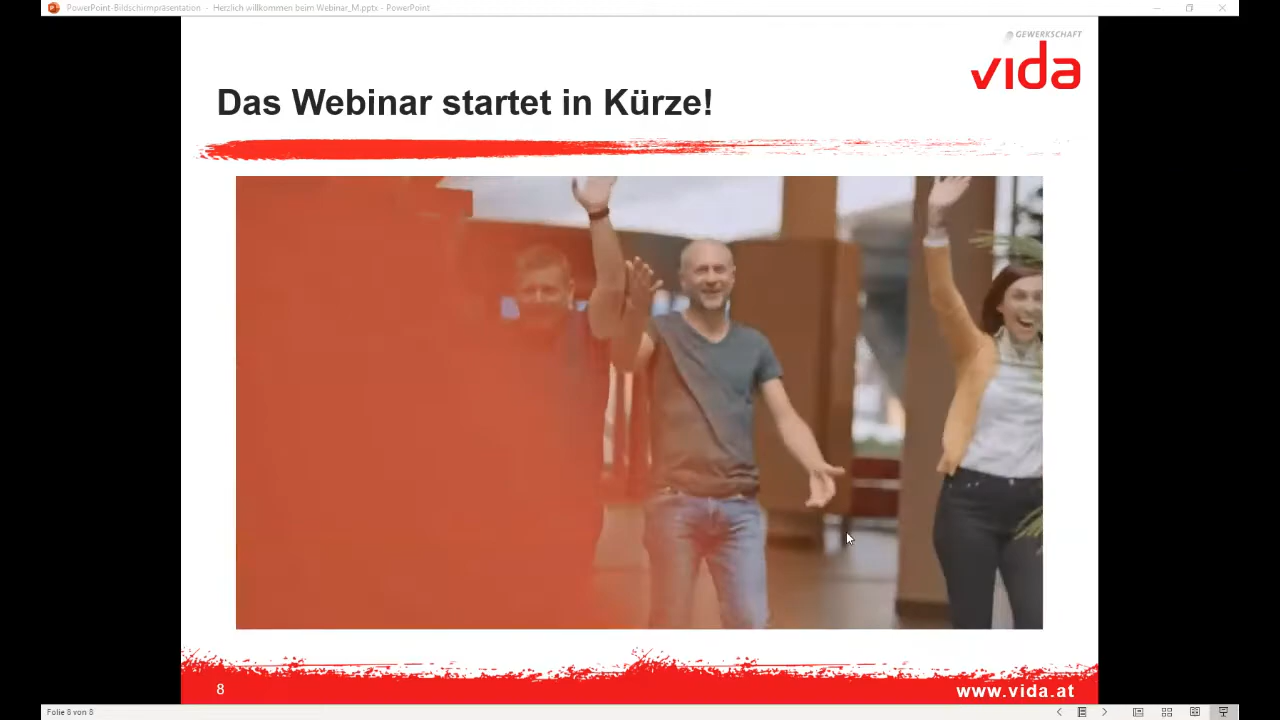 PowerPoint-Bildschirmpräsentation - Herzlich willkommen beim Webinar_M.pptx - PowerPoint
GEWERKSCHAFT
vida
Das Webinar startet in Kürze!
8
www.vida.at
Folie 8 von 8